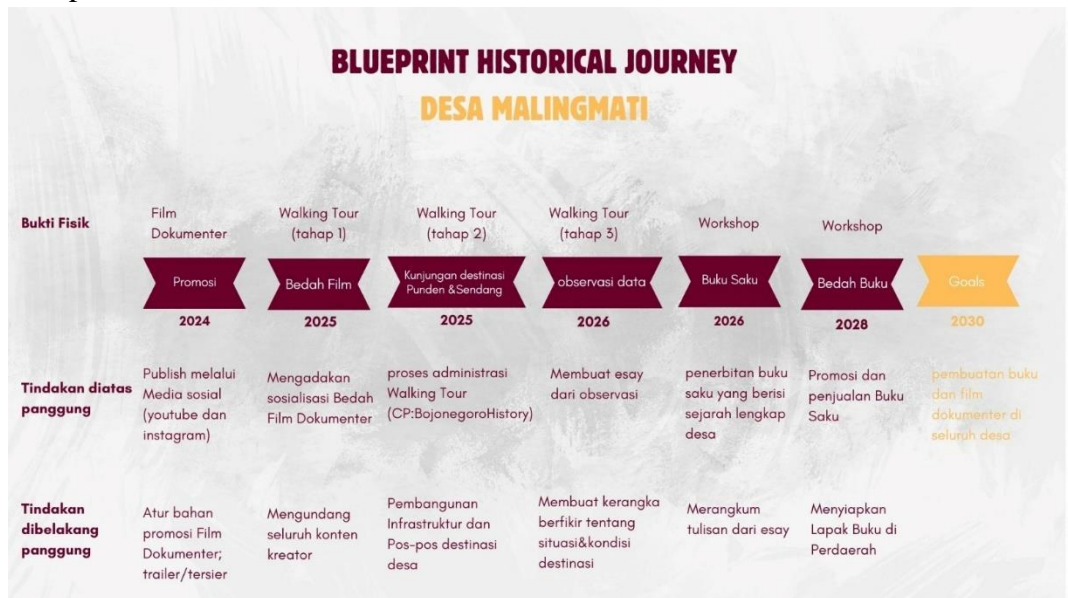 BLUEPRINT HISTORICAL JOURNEY
DESA MALINGMATI
Bukti Fisik
Film
Dokumenter
Walking Tour
(tahap 1)
Walking Tour
(tahap 2)
Walking Tour
(tahap 3)
Workshop
Workshop
Promosi
Bedah Film
Kunjungan destinasi
Punden &Sendang
observasi data
Buku Saku
Bedah Buku
Goals
2024
2025
2025
2026
2026
2028
2030
Tindakan diatas
panggung
Publish melalui
Media sosial
(youtube dan
instagram)
Mengadakan
sosialisasi Bedah
Film Dokumenter
proses administrasi
Walking Tour
(CP:BojonegoroHistory)
Membuat esay
dari observasi
penerbitan buku
saku yang berisi
sejarah lengkap
desa
Promosi dan
penjualan Buku
Saku
pembuatan buku
dan film
dokumenter di
seluruh desa
Tindakan
dibelakang
panggung
Atur bahan
promosi Film
Dokumenter;
trailer/tersier
Mengundang
seluruh konten
kreator
Pembangunan
Infrastruktur dan
Pos-pos destinasi
desa
Membuat kerangka
berfikir tentang
situasi&kondisi
destinasi
Merangkum
tulisan dari esay
Menyiapkan
Lapak Buku di
Perdaerah